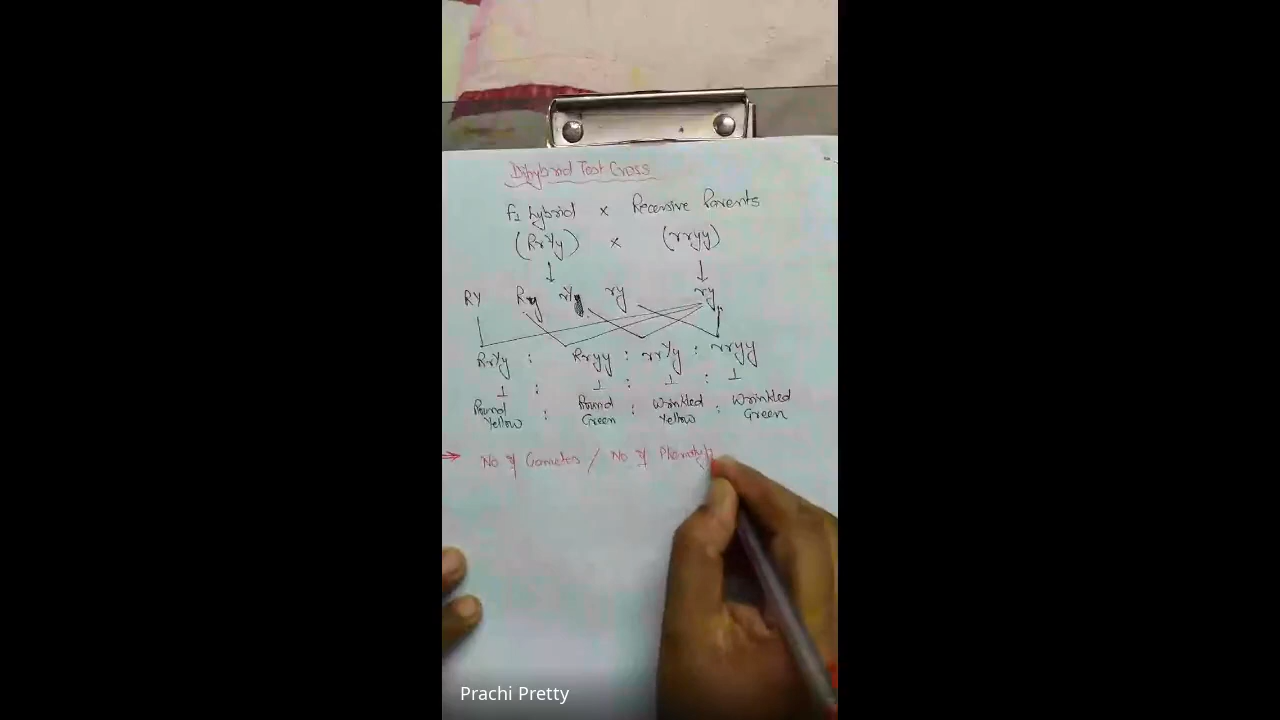 Dihybrid Test Cross
F1 hybrid × Recessive Parents
(RrYy) × (rryy)
RY Ry rY ry ry
RrYy : Rryy : rrYy : rryy
1 : 1 : 1 : 1
Round Yellow : Round Green : Wrinkled Yellow : Wrinkled Green
⇒ No of Gametes / No of Phenotyp
Prachi Pretty